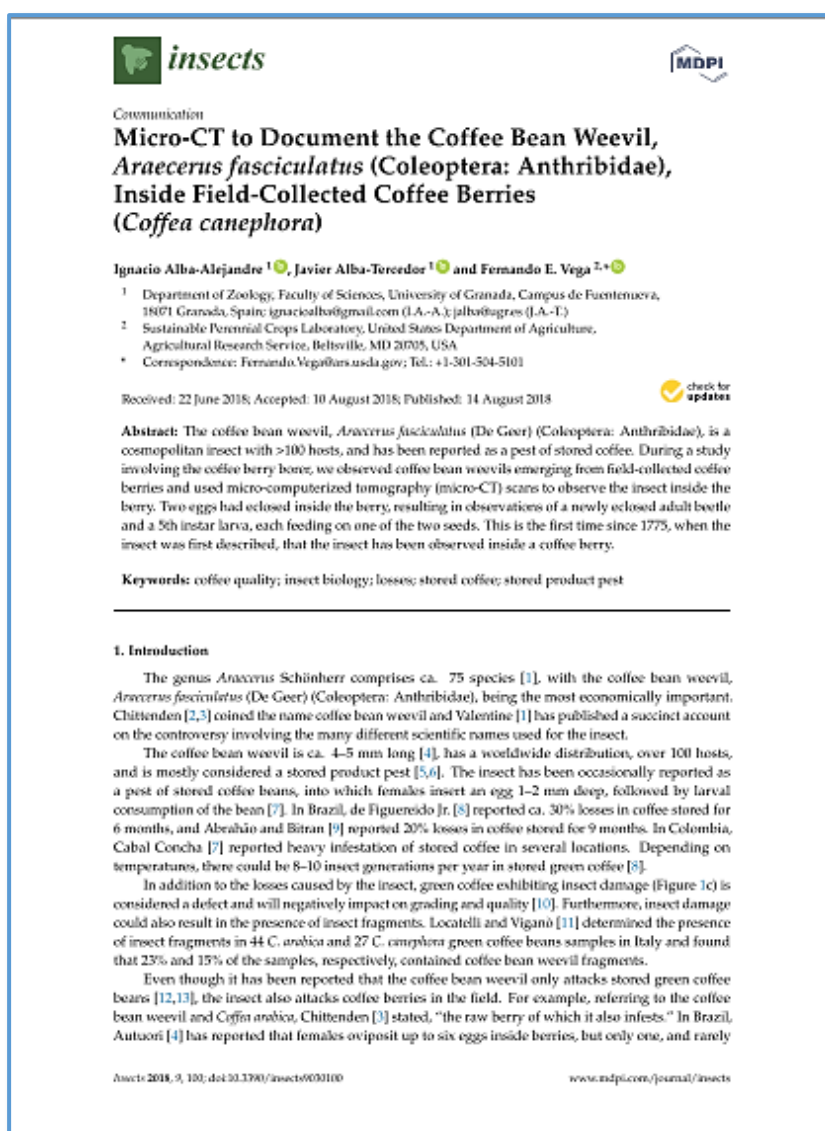 insects
MDPI
Communication
Micro-CT to Document the Coffee Bean Weevil,
Araecerus fasciculatus (Coleoptera: Anthribidae),
Inside Field-Collected Coffee Berries
(Coffea canephora)
Ignacio Alba-Alejandre 1, Javier Alba-Tercedor 1 and Fernando E. Vega 2,*
1 Department of Zoology, Faculty of Sciences, University of Granada, Campus de Fuentenueva,
18071 Granada, Spain; ignacioalba@gmail.com (I.A.-A.); jalba@ugr.es (J.A.-T.)
2 Sustainable Perennial Crops Laboratory, United States Department of Agriculture,
Agricultural Research Service, Beltsville, MD 20705, USA
* Correspondence: Fernando.Vega@ars.usda.gov; Tel.: +1-301-504-5101
Received: 22 June 2018; Accepted: 10 August 2018; Published: 14 August 2018
check for
updates
Abstract: The coffee bean weevil, Araecerus fasciculatus (De Geer) (Coleoptera: Anthribidae), is a
cosmopolitan insect with >100 hosts, and has been reported as a pest of stored coffee. During a study
involving the coffee berry borer, we observed coffee bean weevils emerging from field-collected coffee
berries and used micro-computerized tomography (micro-CT) scans to observe the insect inside the
berry. Two eggs had eclosed inside the berry, resulting in observations of a newly eclosed adult beetle
and a 5th instar larva, each feeding on one of the two seeds. This is the first time since 1775, when the
insect was first described, that the insect has been observed inside a coffee berry.
Keywords: coffee quality; insect biology; losses; stored coffee; stored product pest
1. Introduction
The genus Araecerus Schönherr comprises ca. 75 species [1], with the coffee bean weevil,
Araecerus fasciculatus (De Geer) (Coleoptera: Anthribidae), being the most economically important.
Chittenden [2,3] coined the name coffee bean weevil and Valentine [1] has published a succinct account
on the controversy involving the many different scientific names used for the insect.
The coffee bean weevil is ca. 4–5 mm long [4], has a worldwide distribution, over 100 hosts,
and is mostly considered a stored product pest [5,6]. The insect has been occasionally reported as
a pest of stored coffee beans, into which females insert an egg 1–2 mm deep, followed by larval
consumption of the bean [7]. In Brazil, de Figuereido Jr. [8] reported ca. 30% losses in coffee stored for
6 months, and Abrahão and Bitran [9] reported 20% losses in coffee stored for 9 months. In Colombia,
Cabal Concha [7] reported heavy infestation of stored coffee in several locations. Depending on
temperatures, there could be 8–10 insect generations per year in stored green coffee [8].
In addition to the losses caused by the insect, green coffee exhibiting insect damage (Figure 1c) is
considered a defect and will negatively impact on grading and quality [10]. Furthermore, insect damage
could also result in the presence of insect fragments. Locatelli and Viganò [11] determined the presence
of insect fragments in 44 C. arabica and 27 C. canephora green coffee beans samples in Italy and found
that 23% and 15% of the samples, respectively, contained coffee bean weevil fragments.
Even though it has been reported that the coffee bean weevil only attacks stored green coffee
beans [12,13], the insect also attacks coffee berries in the field. For example, referring to the coffee
bean weevil and Coffea arabica, Chittenden [3] stated, “the raw berry of which it also infests.” In Brazil,
Autuori [4] has reported that females oviposit up to six eggs inside berries, but only one, and rarely
Insects 2018, 9, 100; doi:10.3390/insects9030100
www.mdpi.com/journal/insects